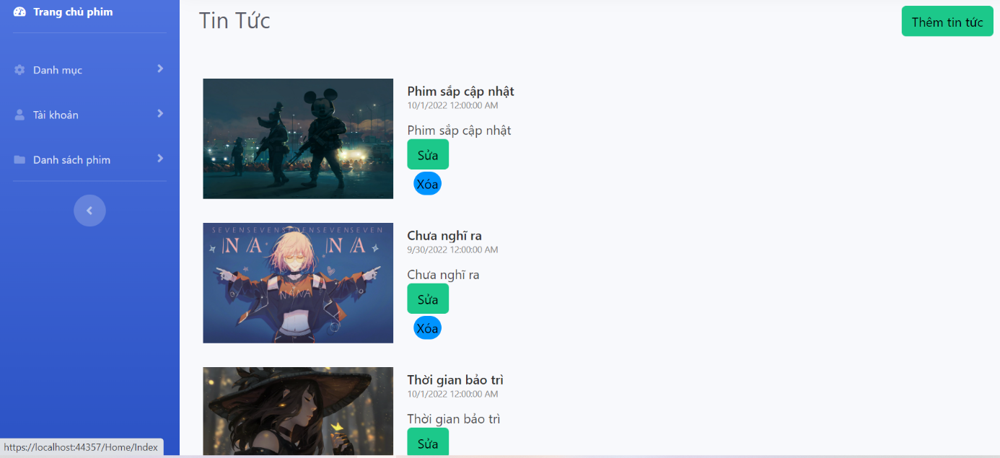 Trang chủ phim
Danh mục
Tài khoản
Danh sách phim
Tin Tức
Thêm tin tức
Phim sắp cập nhật
10/1/2022 12:00:00 AM
Phim sắp cập nhật
Sửa
Xóa
SEVENSEVENSEVENSEVENSEVEN
NA NA
NANA
Chưa nghĩ ra
9/30/2022 12:00:00 AM
Chưa nghĩ ra
Sửa
Xóa
Thời gian bảo trì
10/1/2022 12:00:00 AM
Thời gian bảo trì
Sửa
https://localhost:44357/Home/Index